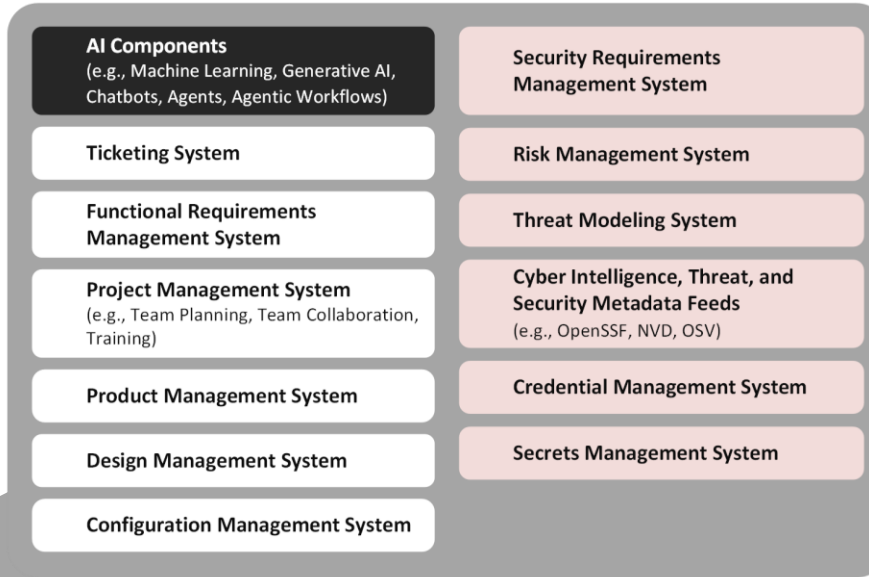 AI Components
(e.g., Machine Learning, Generative AI,
Chatbots, Agents, Agentic Workflows)
Ticketing System
Functional Requirements
Management System
Project Management System
(e.g., Team Planning, Team Collaboration,
Training)
Product Management System
Design Management System
Configuration Management System
Security Requirements
Management System
Risk Management System
Threat Modeling System
Cyber Intelligence, Threat, and
Security Metadata Feeds
(e.g., OpenSSF, NVD, OSV)
Credential Management System
Secrets Management System